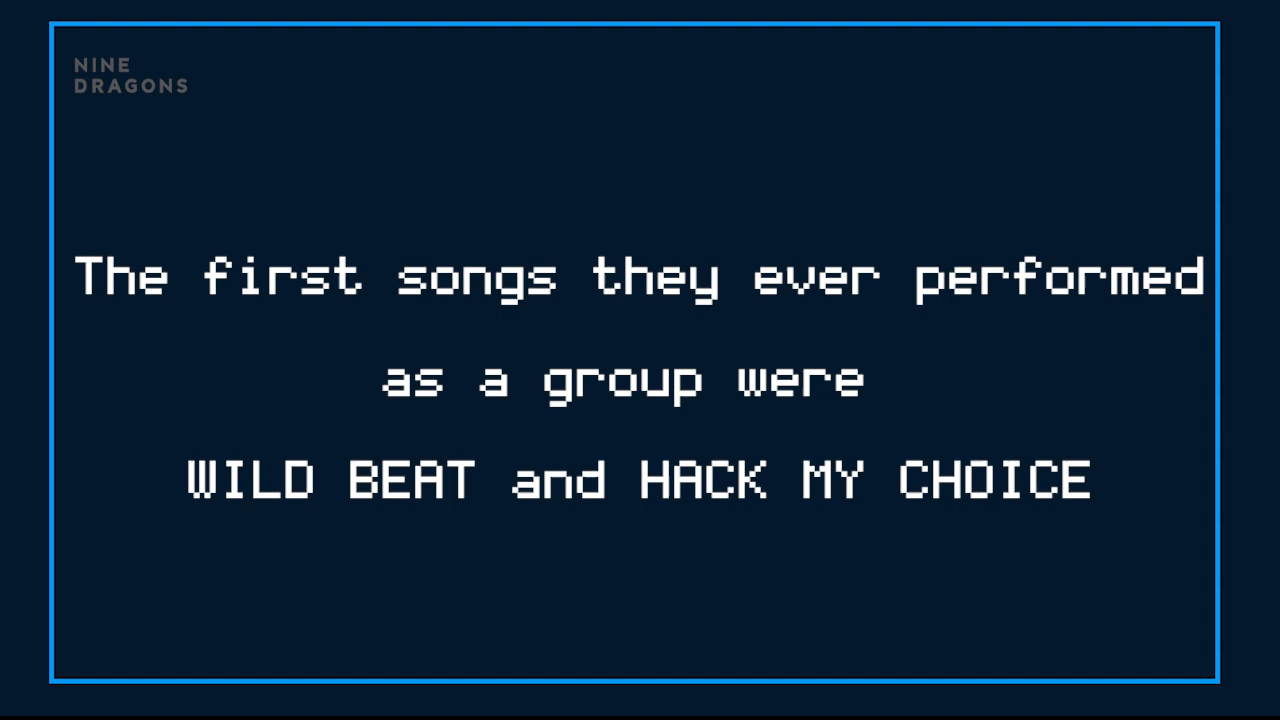 NINE
DRAGONS
The first songs they ever performed
as a group were
WILD BEAT and HACK MY CHOICE